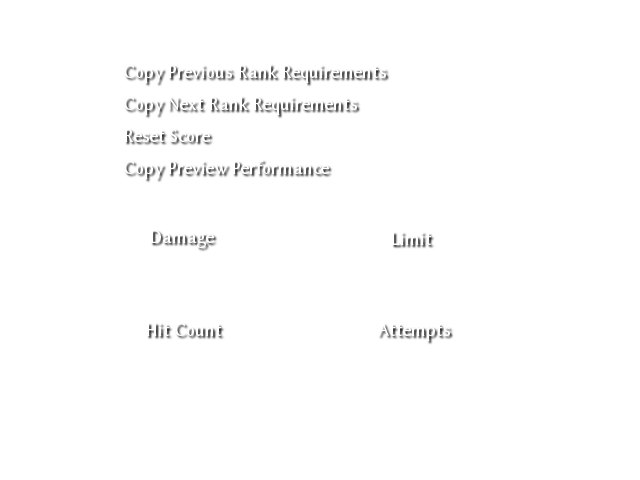 Copy Previous Rank Requirements
Copy Next Rank Requirements
Reset Score
Copy Preview Performance
Damage
Limit
Hit Count
Attempts